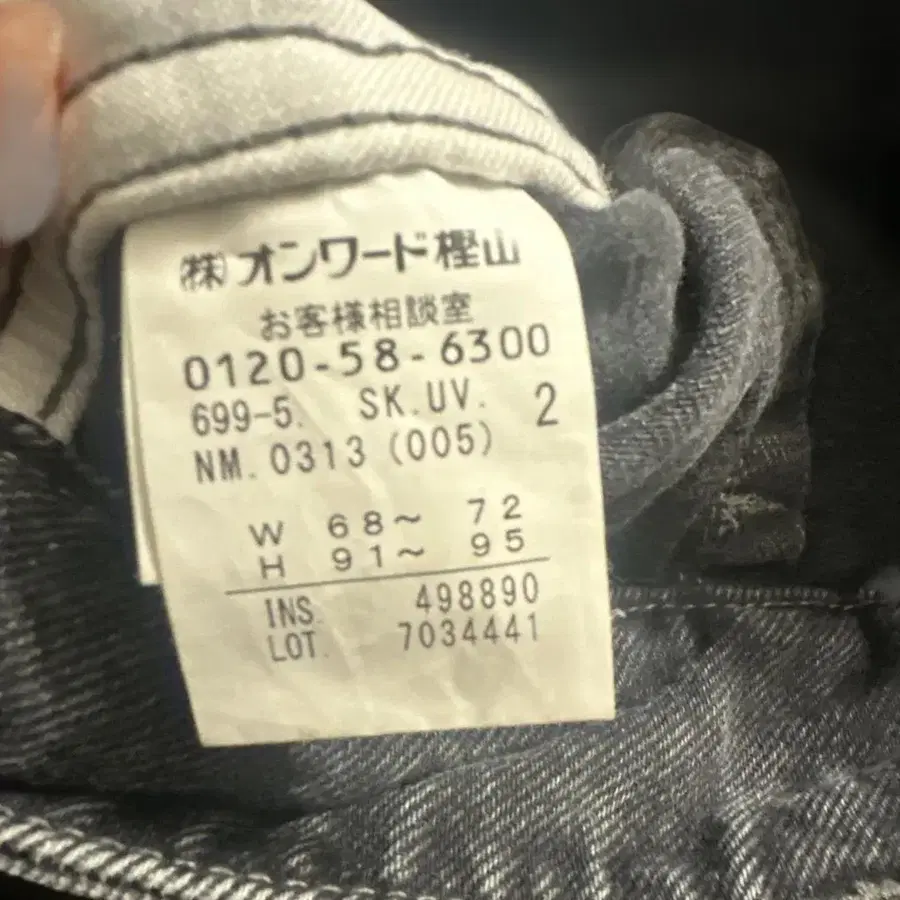 ㈱オンワード樫山
お客様相談室
0120-58-6300
699-5. SK.UV. 2
NM. 0313 (005)
W 68～ 72
H 91～ 95
INS. 498890
LOT. 7034441